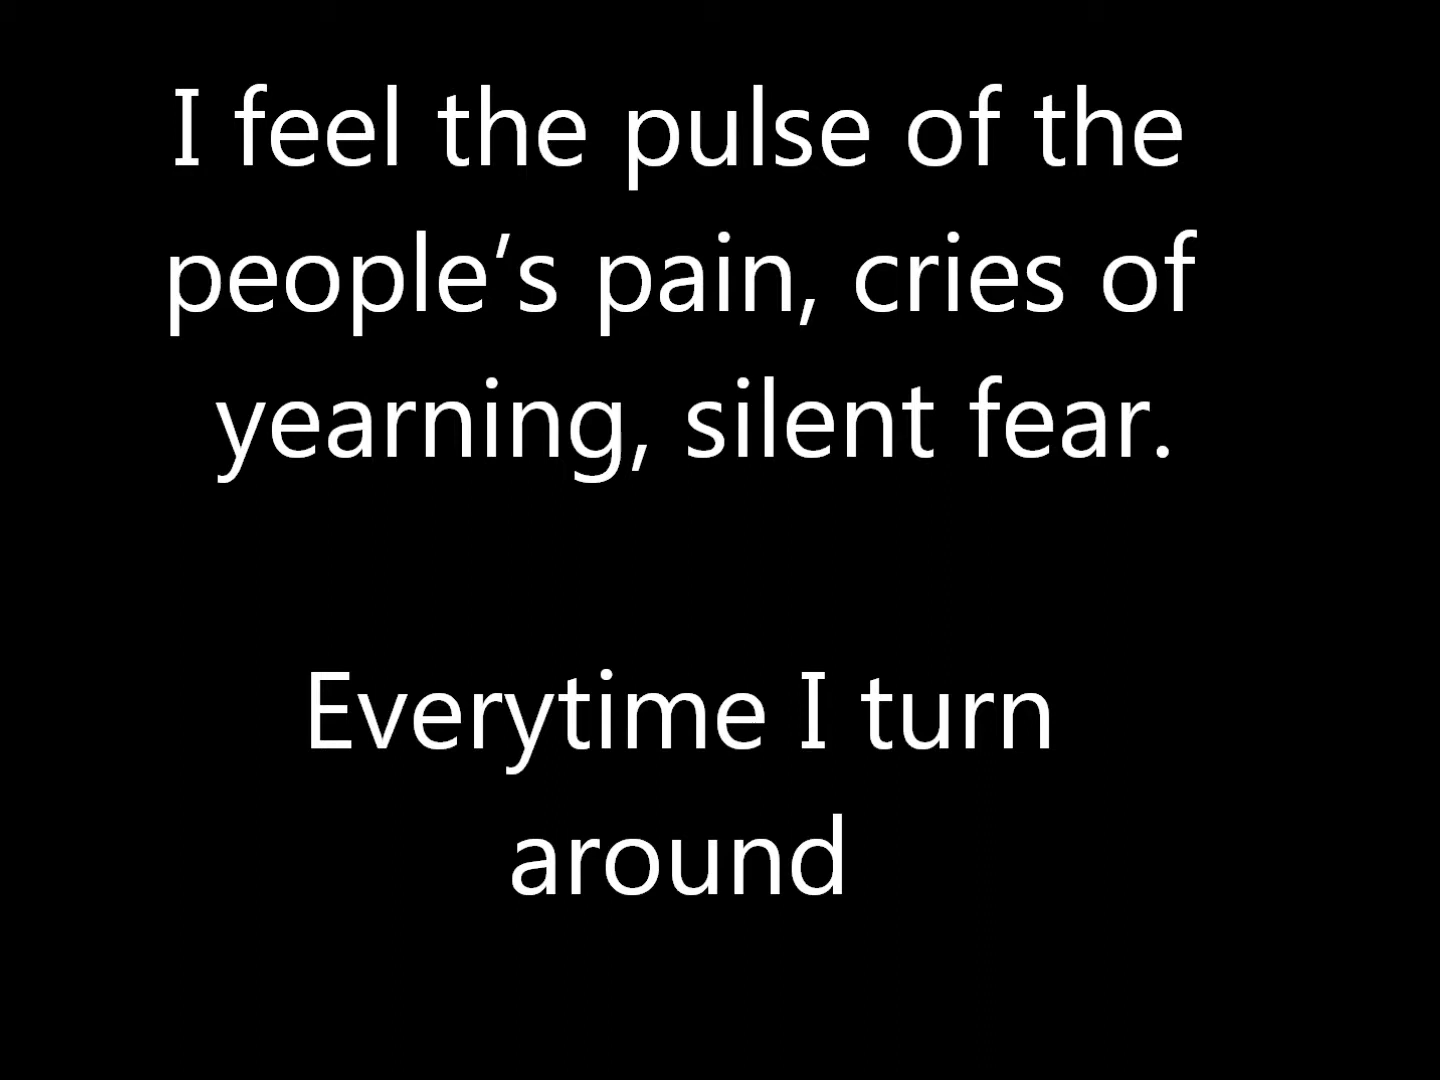 I feel the pulse of the
people’s pain, cries of
yearning, silent fear.
Everytime I turn
around